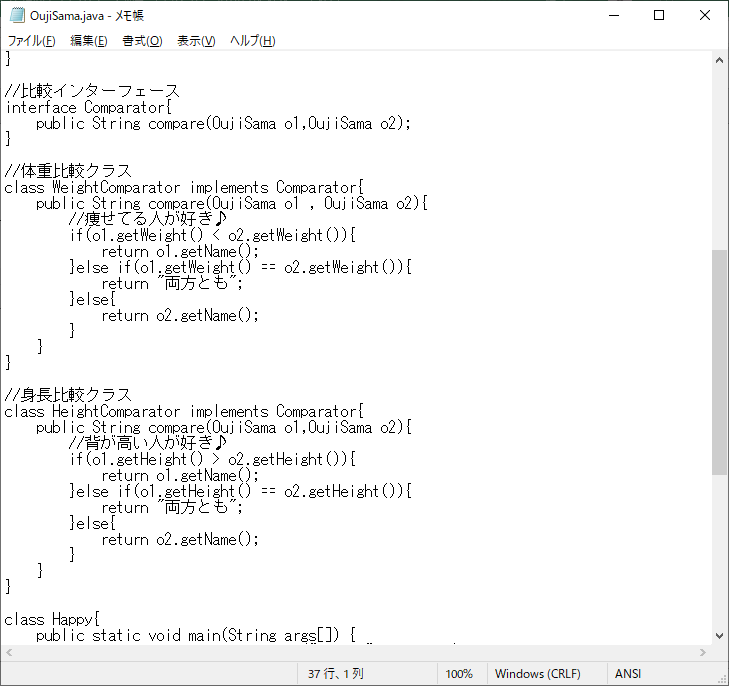 OujiSama.java - メモ帳
ファイル(F) 編集(E) 書式(O) 表示(V) ヘルプ(H)
}
//比較インターフェース
interface Comparator{
    public String compare(OujiSama o1,OujiSama o2);
}
//体重比較クラス
class WeightComparator implements Comparator{
    public String compare(OujiSama o1 , OujiSama o2){
        //痩せてる人が好き♪
        if(o1.getWeight() < o2.getWeight()){
            return o1.getName();
        }else if(o1.getWeight() == o2.getWeight()){
            return "両方とも";
        }else{
            return o2.getName();
        }
    }
}
//身長比較クラス
class HeightComparator implements Comparator{
    public String compare(OujiSama o1,OujiSama o2){
        //背が高い人が好き♪
        if(o1.getHeight() > o2.getHeight()){
            return o1.getName();
        }else if(o1.getHeight() == o2.getHeight()){
            return "両方とも";
        }else{
            return o2.getName();
        }
    }
}
class Happy{
    public static void main(String args[]) {
37 行、1 列 100% Windows (CRLF) ANSI